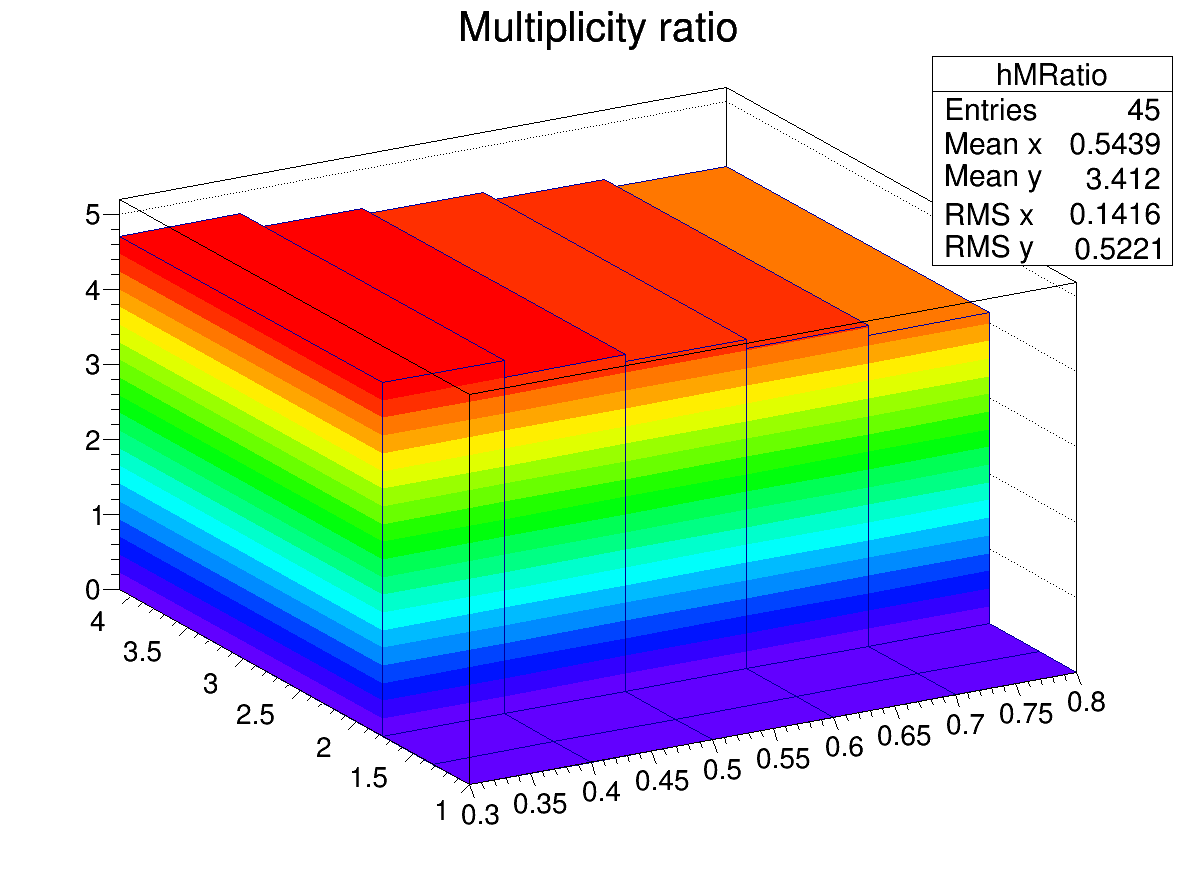 Multiplicity ratio
hMRatio
Entries 45
Mean x 0.5439
Mean y 3.412
RMS x 0.1416
RMS y 0.5221
5
4
3
2
1
0
4
3.5
3
2.5
2
1.5
1
0.3 0.35 0.4 0.45 0.5 0.55 0.6 0.65 0.7 0.75 0.8